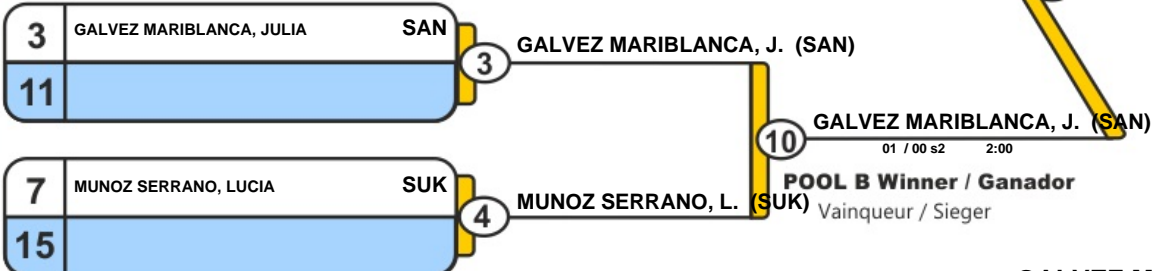 3 GALVEZ MARIBLANCA, JULIA SAN
11
3
GALVEZ MARIBLANCA, J. (SAN)
7 MUNOZ SERRANO, LUCIA SUK
15
4
MUNOZ SERRANO, L. (SUK)
10
GALVEZ MARIBLANCA, J. (SAN)
01 / 00 s2 2:00
POOL B Winner / Ganador
Vainqueur / Sieger